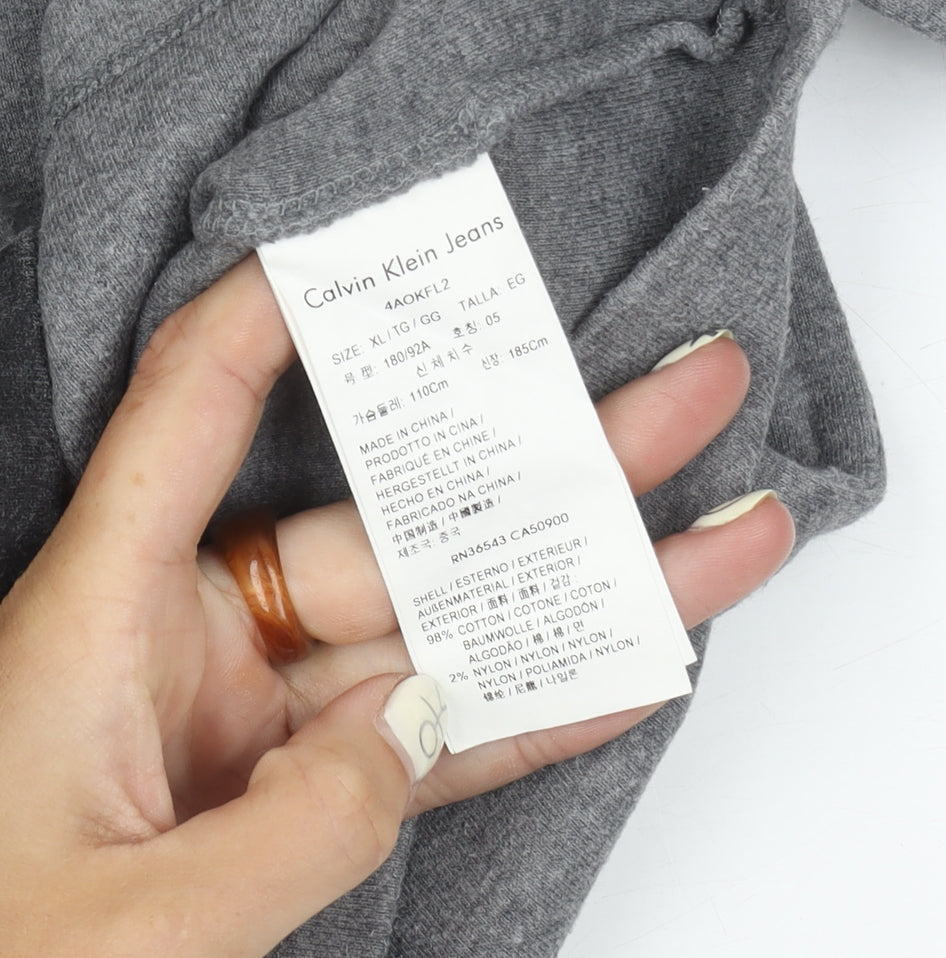 Calvin Klein Jeans
4AOKFL2
SIZE: XL / TG / GG TALLA: EG
号型: 180/92A 호칭: 05
신체치수
가슴둘레: 110Cm 신장: 185Cm
MADE IN CHINA /
PRODOTTO IN CINA /
FABRIQUÉ EN CHINE /
HERGESTELLT IN CHINA /
HECHO EN CHINA /
FABRICADO NA CHINA /
中国制造 / 中國製造 /
제조국: 중국
RN36543 CA50900
SHELL / ESTERNO / EXTERIEUR /
AUßENMATERIAL / EXTERIOR /
EXTERIOR / 面料 / 面料 / 겉감 :
98% COTTON / COTONE / COTON /
BAUMWOLLE / ALGODÓN /
ALGODÃO / 棉 / 棉 / 면
2% NYLON / NYLON / NYLON /
NYLON / POLIAMIDA / NYLON /
锦纶 / 尼龍 / 나일론